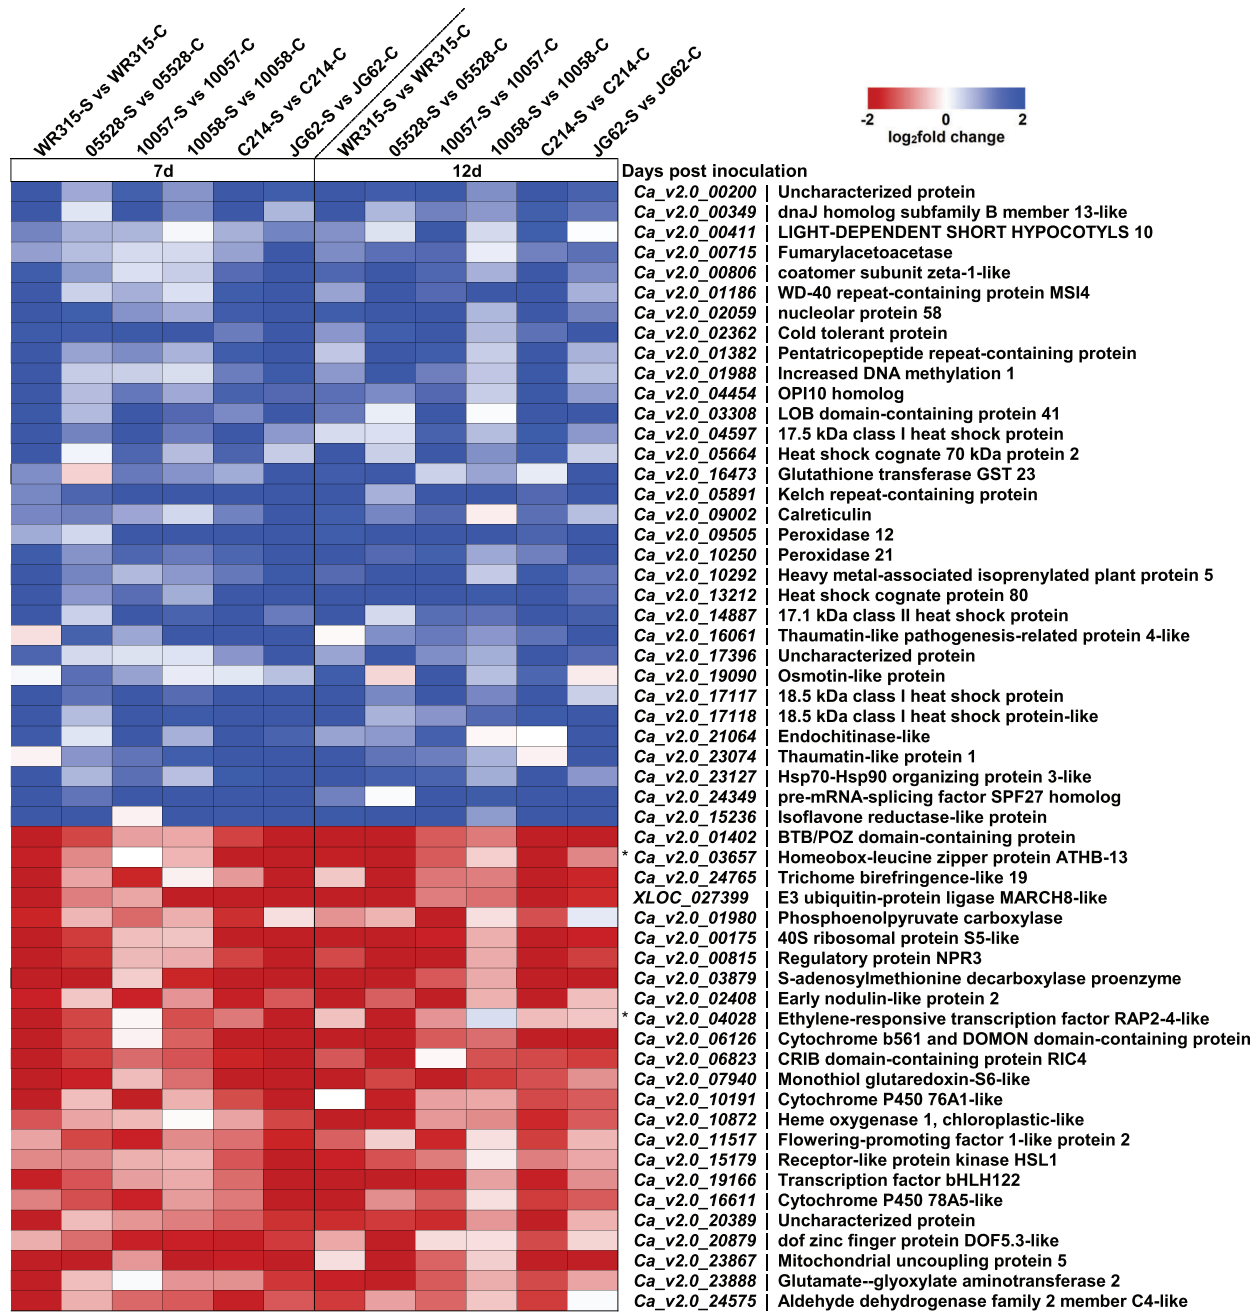 WR315-S vs WR315-C
05528-S vs 05528-C
10057-S vs 10057-C
10058-S vs 10058-C
C214-S vs C214-C
JG62-S vs JG62-C
WR315-S vs WR315-C
05528-S vs 05528-C
10057-S vs 10057-C
10058-S vs 10058-C
C214-S vs C214-C
JG62-S vs JG62-C
-2 0 2
log2fold change
7d 12d Days post inoculation
Ca_v2.0_00200 | Uncharacterized protein
Ca_v2.0_00349 | dnaJ homolog subfamily B member 13-like
Ca_v2.0_00411 | LIGHT-DEPENDENT SHORT HYPOCOTYLS 10
Ca_v2.0_00715 | Fumarylacetoacetase
Ca_v2.0_00806 | coatomer subunit zeta-1-like
Ca_v2.0_01186 | WD-40 repeat-containing protein MSI4
Ca_v2.0_02059 | nucleolar protein 58
Ca_v2.0_02362 | Cold tolerant protein
Ca_v2.0_01382 | Pentatricopeptide repeat-containing protein
Ca_v2.0_01988 | Increased DNA methylation 1
Ca_v2.0_04454 | OPI10 homolog
Ca_v2.0_03308 | LOB domain-containing protein 41
Ca_v2.0_04597 | 17.5 kDa class I heat shock protein
Ca_v2.0_05664 | Heat shock cognate 70 kDa protein 2
Ca_v2.0_16473 | Glutathione transferase GST 23
Ca_v2.0_05891 | Kelch repeat-containing protein
Ca_v2.0_09002 | Calreticulin
Ca_v2.0_09505 | Peroxidase 12
Ca_v2.0_10250 | Peroxidase 21
Ca_v2.0_10292 | Heavy metal-associated isoprenylated plant protein 5
Ca_v2.0_13212 | Heat shock cognate protein 80
Ca_v2.0_14887 | 17.1 kDa class II heat shock protein
Ca_v2.0_16061 | Thaumatin-like pathogenesis-related protein 4-like
Ca_v2.0_17396 | Uncharacterized protein
Ca_v2.0_19090 | Osmotin-like protein
Ca_v2.0_17117 | 18.5 kDa class I heat shock protein
Ca_v2.0_17118 | 18.5 kDa class I heat shock protein-like
Ca_v2.0_21064 | Endochitinase-like
Ca_v2.0_23074 | Thaumatin-like protein 1
Ca_v2.0_23127 | Hsp70-Hsp90 organizing protein 3-like
Ca_v2.0_24349 | pre-mRNA-splicing factor SPF27 homolog
Ca_v2.0_15236 | Isoflavone reductase-like protein
Ca_v2.0_01402 | BTB/POZ domain-containing protein
* Ca_v2.0_03657 | Homeobox-leucine zipper protein ATHB-13
Ca_v2.0_24765 | Trichome birefringence-like 19
XLOC_027399 | E3 ubiquitin-protein ligase MARCH8-like
Ca_v2.0_01980 | Phosphoenolpyruvate carboxylase
Ca_v2.0_00175 | 40S ribosomal protein S5-like
Ca_v2.0_00815 | Regulatory protein NPR3
Ca_v2.0_03879 | S-adenosylmethionine decarboxylase proenzyme
Ca_v2.0_02408 | Early nodulin-like protein 2
* Ca_v2.0_04028 | Ethylene-responsive transcription factor RAP2-4-like
Ca_v2.0_06126 | Cytochrome b561 and DOMON domain-containing protein
Ca_v2.0_06823 | CRIB domain-containing protein RIC4
Ca_v2.0_07940 | Monothiol glutaredoxin-S6-like
Ca_v2.0_10191 | Cytochrome P450 76A1-like
Ca_v2.0_10872 | Heme oxygenase 1, chloroplastic-like
Ca_v2.0_11517 | Flowering-promoting factor 1-like protein 2
Ca_v2.0_15179 | Receptor-like protein kinase HSL1
Ca_v2.0_19166 | Transcription factor bHLH122
Ca_v2.0_16611 | Cytochrome P450 78A5-like
Ca_v2.0_20389 | Uncharacterized protein
Ca_v2.0_20879 | dof zinc finger protein DOF5.3-like
Ca_v2.0_23867 | Mitochondrial uncoupling protein 5
Ca_v2.0_23888 | Glutamate--glyoxylate aminotransferase 2
Ca_v2.0_24575 | Aldehyde dehydrogenase family 2 member C4-like